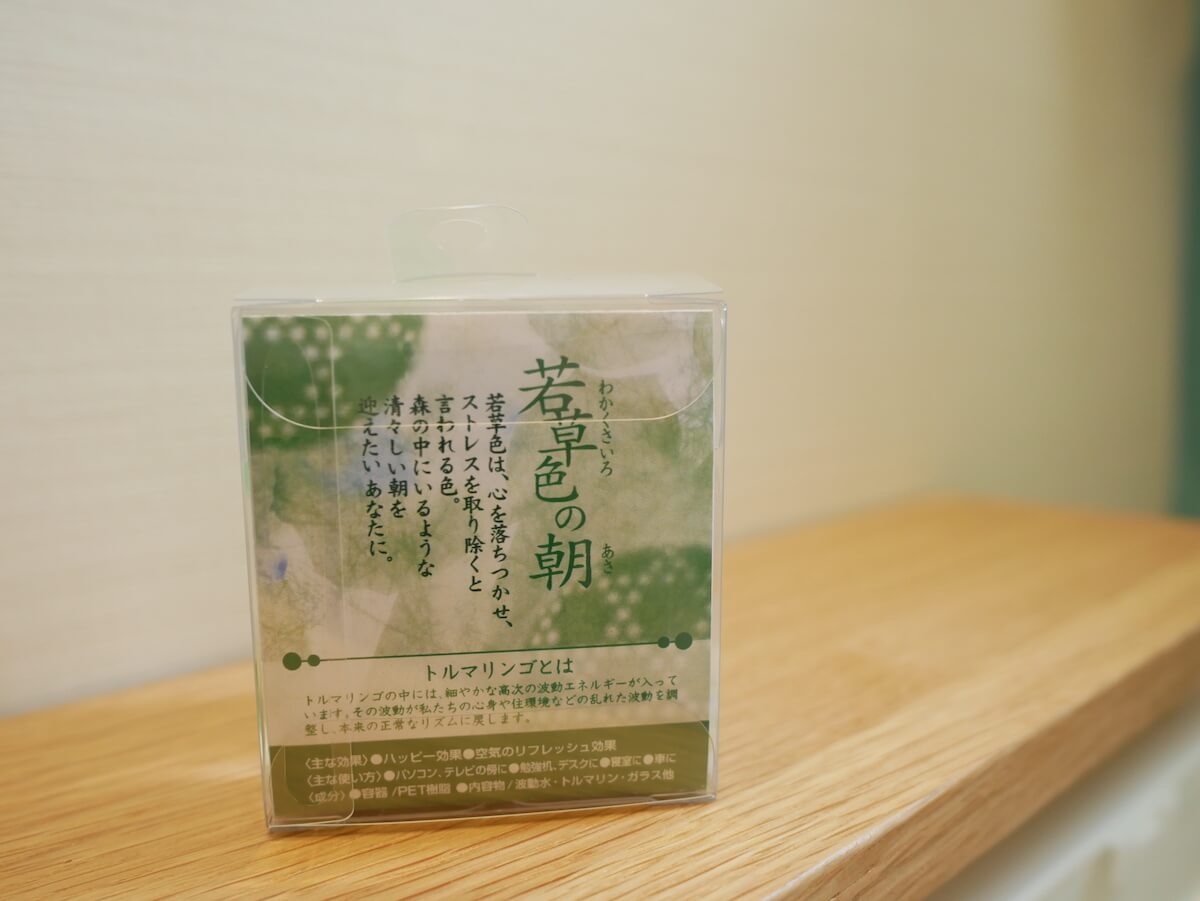 若草色の朝
わかくさいろ
あさ
若草色は、心を落ちつかせ、
ストレスを取り除くと
言われる色。
森の中にいるような
清々しい朝を
迎えたいあなたに。
トルマリンゴとは
トルマリンゴの中には、細やかな高次の波動エネルギーが入って
います。その波動が私たちの心身や住環境などの乱れた波動を調
整し、本来の正常なリズムに戻します。
〈主な効果〉●ハッピー効果●空気のリフレッシュ効果
〈主な使い方〉●パソコン、テレビの傍に●勉強机、デスクに●寝室に●車に
〈成分〉●容器/PET樹脂 ●内容物/波動水・トルマリン・ガラス他